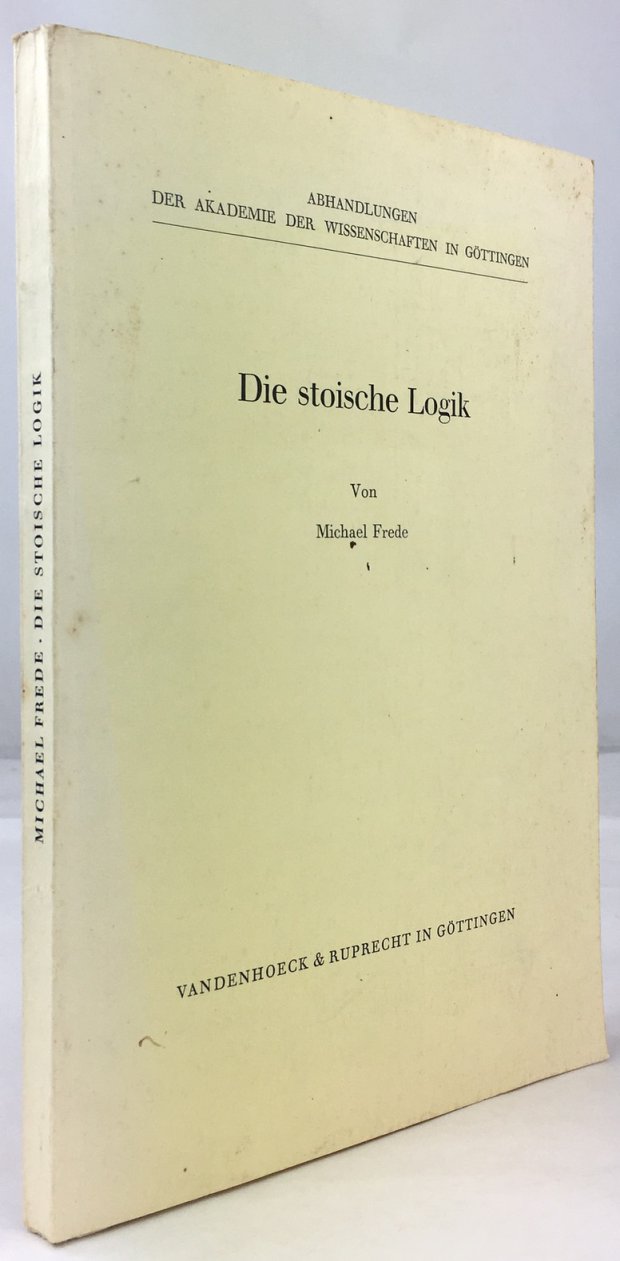 ABHANDLUNGEN
DER AKADEMIE DER WISSENSCHAFTEN IN GÖTTINGEN
Die stoische Logik
Von
Michael Frede
VANDENHOECK & RUPRECHT IN GÖTTINGEN
MICHAEL FREDE · DIE STOISCHE LOGIK